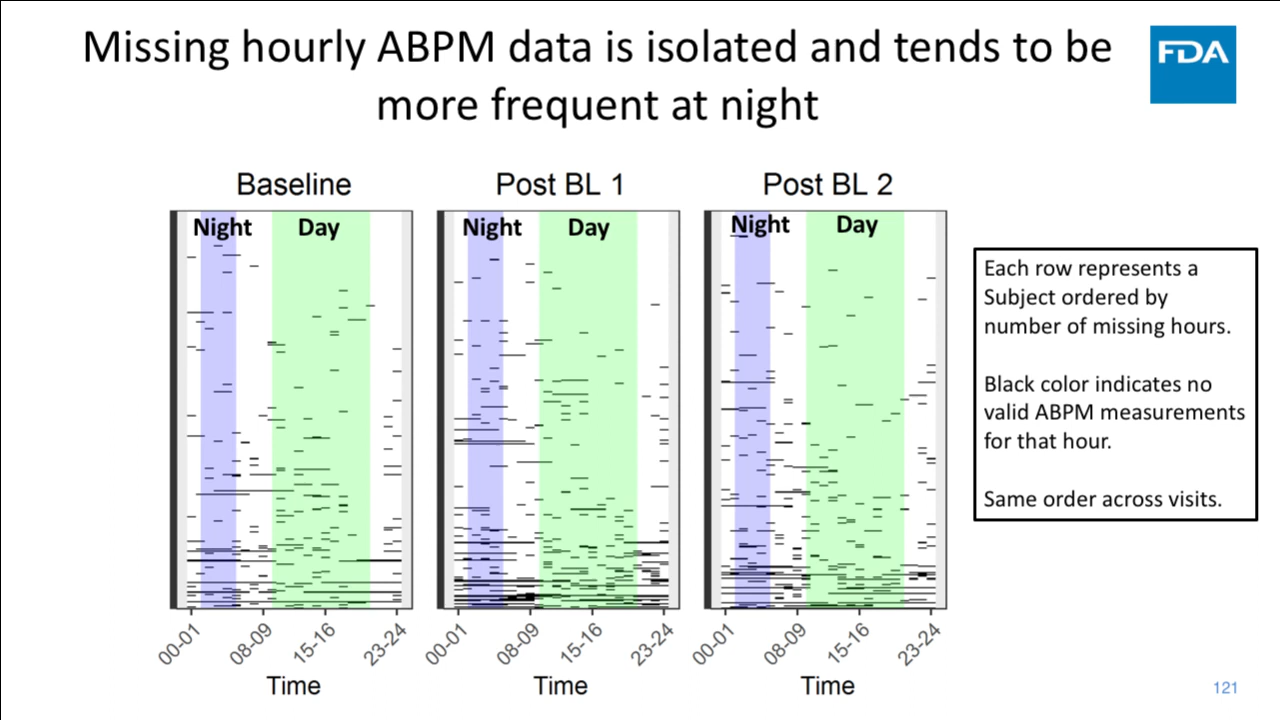 Missing hourly ABPM data is isolated and tends to be
more frequent at night
FDA
Baseline
Post BL 1
Post BL 2
Night Day
Night Day
Night Day
00-01
08-09
15-16
23-24
00-01
08-09
15-16
23-24
00-01
08-09
15-16
23-24
Time
Time
Time
Each row represents a
Subject ordered by
number of missing hours.
Black color indicates no
valid ABPM measurements
for that hour.
Same order across visits.
121